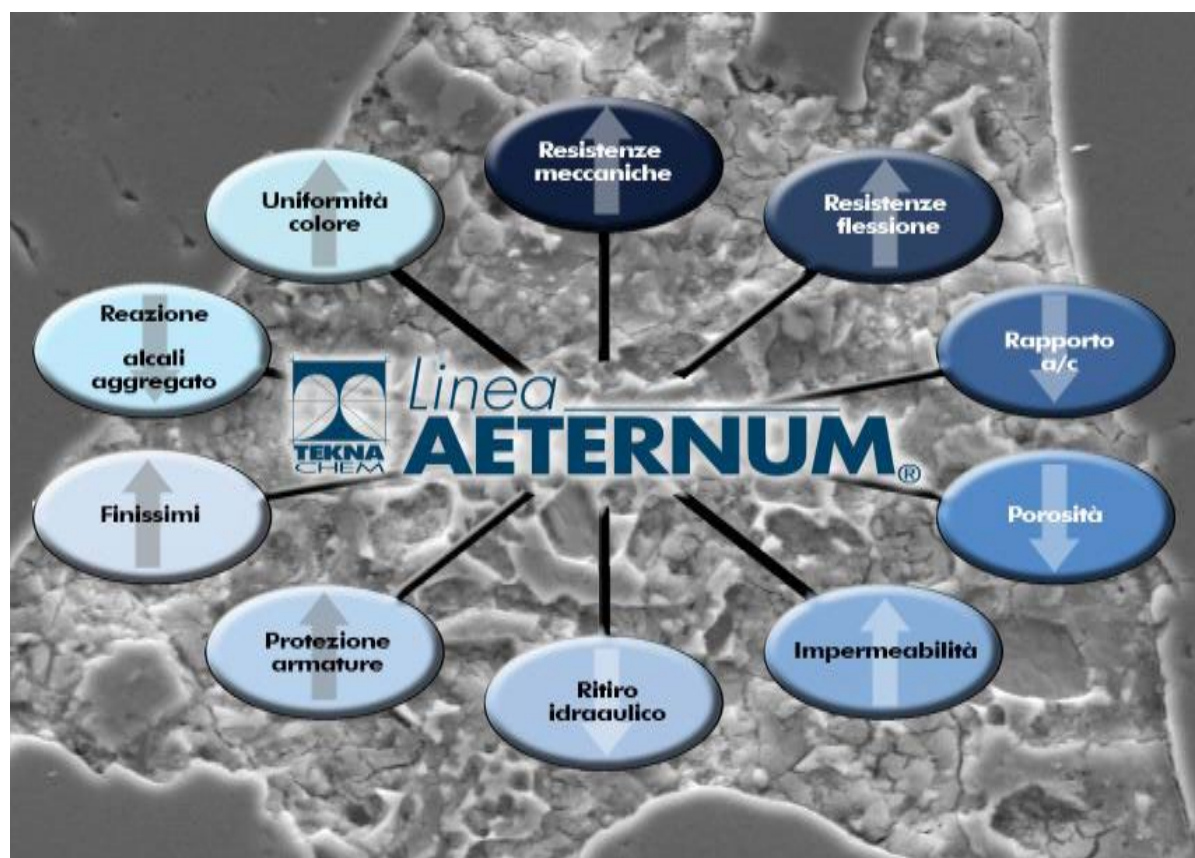 Resistenze
meccaniche
Resistenze
flessione
Rapporto
a/c
Porosità
Impermeabilità
Ritiro
idraaulico
Protezione
armature
Finissimi
Reazione
alcali
aggregato
Uniformità
colore
TEKNA
CHEM
Linea
AETERNUM®